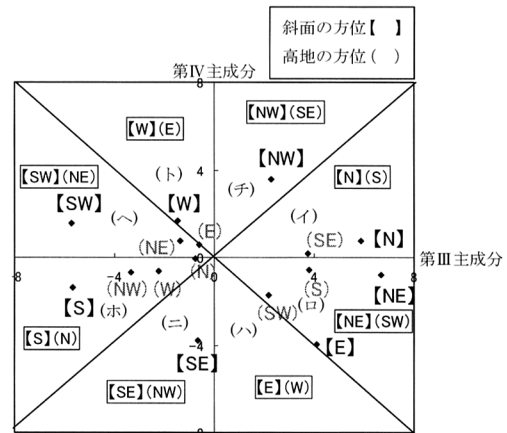 斜面の方位【　】
高地の方位(　)
第Ⅳ主成分
8
【NW】(SE)
【W】(E)
【SW】(NE)
(ト)
4
【NW】
【N】(S)
(チ)
【SW】
(ヘ)
【W】
(イ)
(E)
(NE)
(SE)
【N】
第Ⅲ主成分
-8
-4
(N)
0
0
4
8
(NW)
(W)
(S)
【NE】
【S】
(ホ)
(SW)
(ロ)
(ニ)
(ハ)
【NE】(SW)
【S】(N)
-4
【E】
【SE】
【SE】(NW)
【E】(W)